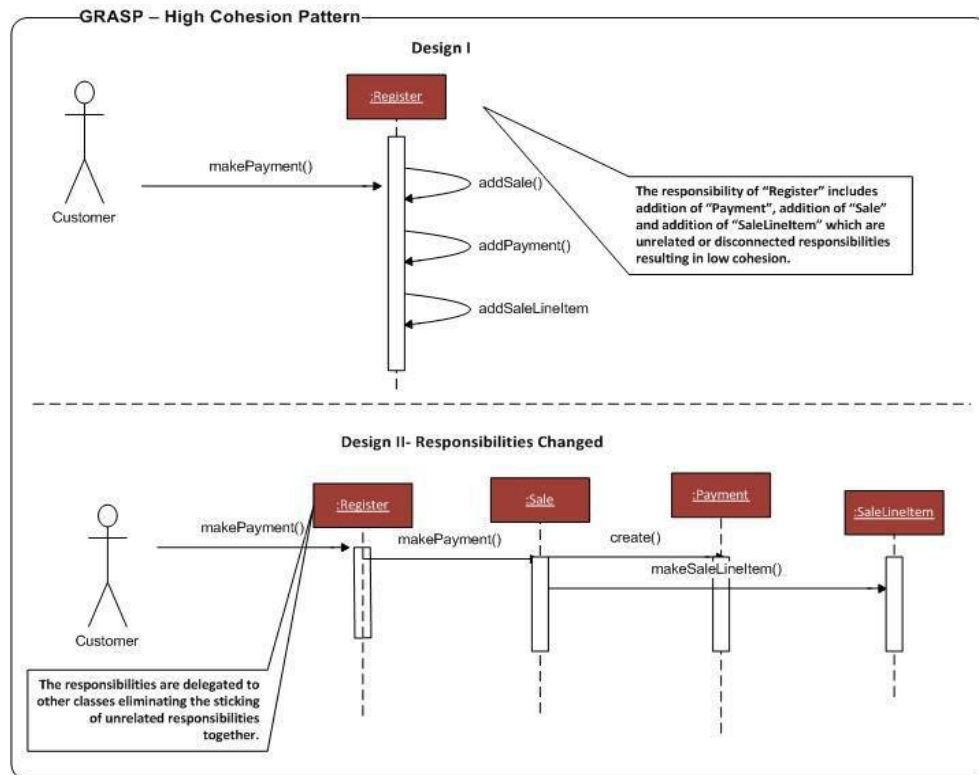 GRASP – High Cohesion Pattern
Design I
:Register
makePayment()
addSale()
Customer
The responsibility of "Register" includes
addition of "Payment", addition of "Sale"
and addition of "SaleLineItem" which are
unrelated or disconnected responsibilities
resulting in low cohesion.
addPayment()
addSaleLineItem
Design II- Responsibilities Changed
:Register
:Sale
:Payment
:SaleLineItem
makePayment()
makePayment()
create()
makeSaleLineItem()
Customer
The responsibilities are delegated to
other classes eliminating the sticking
of unrelated responsibilities
together.